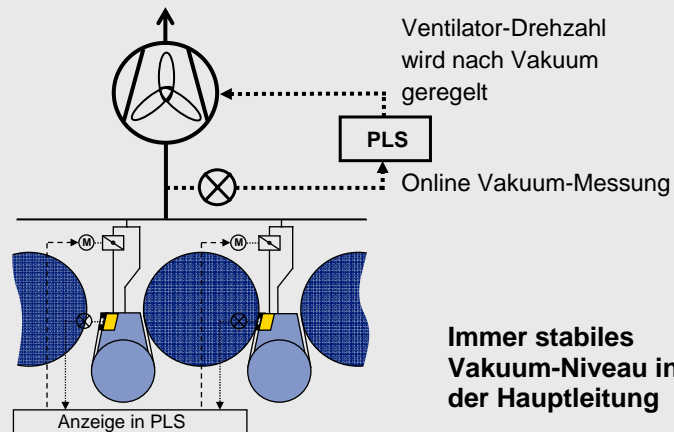 Ventilator-Drehzahl
wird nach Vakuum
geregelt
PLS
Online Vakuum-Messung
M
M
Immer stabiles
Vakuum-Niveau in
der Hauptleitung
Anzeige in PLS